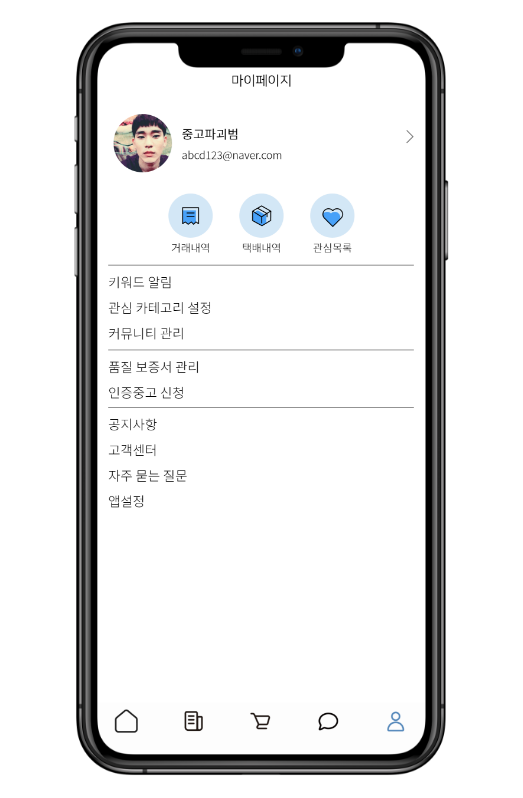 마이페이지
중고파괴범
abcd123@naver.com
거래내역 택배내역 관심목록
키워드 알림
관심 카테고리 설정
커뮤니티 관리
품질 보증서 관리
인증중고 신청
공지사항
고객센터
자주 묻는 질문
앱설정